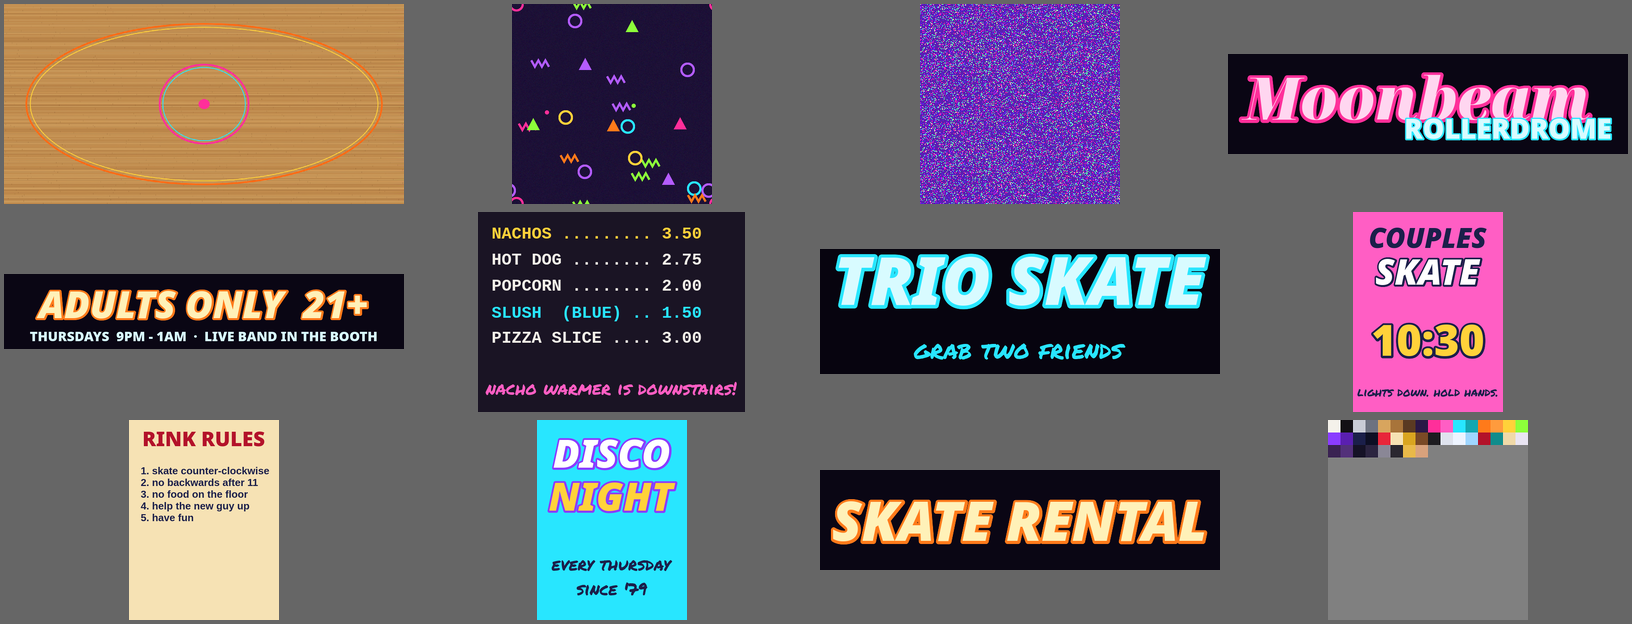 Moonbeam
ROLLERDROME
ADULTS ONLY 21+
THURSDAYS 9PM - 1AM · LIVE BAND IN THE BOOTH
NACHOS ......... 3.50
HOT DOG ........ 2.75
POPCORN ........ 2.00
SLUSH (BLUE) .. 1.50
PIZZA SLICE .... 3.00
NACHO WARMER IS DOWNSTAIRS!
TRIO SKATE
GRAB TWO FRIENDS
COUPLES
SKATE
10:30
LIGHTS DOWN. HOLD HANDS.
RINK RULES
1. skate counter-clockwise
2. no backwards after 11
3. no food on the floor
4. help the new guy up
5. have fun
DISCO
NIGHT
EVERY THURSDAY
SINCE '79
SKATE RENTAL